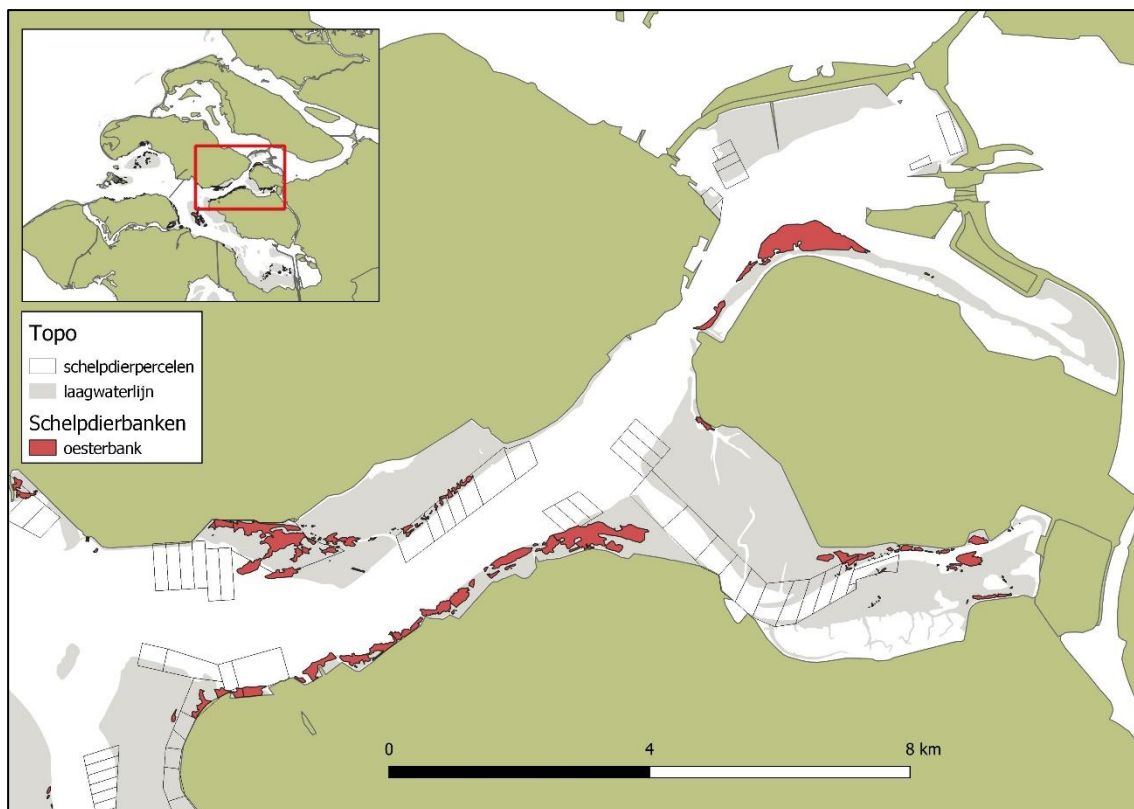 Topo
schelpdierpercelen
laagwaterlijn
Schelpdierbanken
oesterbank
0 4 8 km